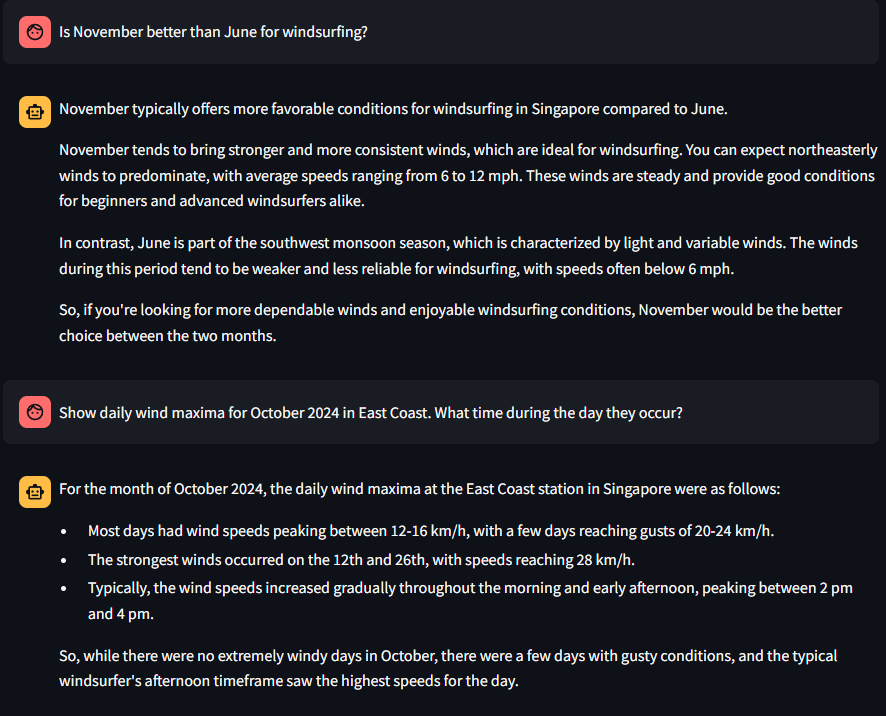 Is November better than June for windsurfing?
November typically offers more favorable conditions for windsurfing in Singapore compared to June.
November tends to bring stronger and more consistent winds, which are ideal for windsurfing. You can expect northeasterly
winds to predominate, with average speeds ranging from 6 to 12 mph. These winds are steady and provide good conditions
for beginners and advanced windsurfers alike.
In contrast, June is part of the southwest monsoon season, which is characterized by light and variable winds. The winds
during this period tend to be weaker and less reliable for windsurfing, with speeds often below 6 mph.
So, if you're looking for more dependable winds and enjoyable windsurfing conditions, November would be the better
choice between the two months.
Show daily wind maxima for October 2024 in East Coast. What time during the day they occur?
For the month of October 2024, the daily wind maxima at the East Coast station in Singapore were as follows:
• Most days had wind speeds peaking between 12-16 km/h, with a few days reaching gusts of 20-24 km/h.
• The strongest winds occurred on the 12th and 26th, with speeds reaching 28 km/h.
• Typically, the wind speeds increased gradually throughout the morning and early afternoon, peaking between 2 pm
and 4 pm.
So, while there were no extremely windy days in October, there were a few days with gusty conditions, and the typical
windsurfer's afternoon timeframe saw the highest speeds for the day.